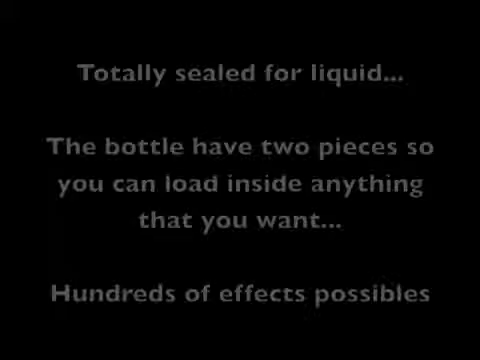 Totally sealed for liquid...
The bottle have two pieces so
you can load inside anything
that you want...
Hundreds of effects possibles